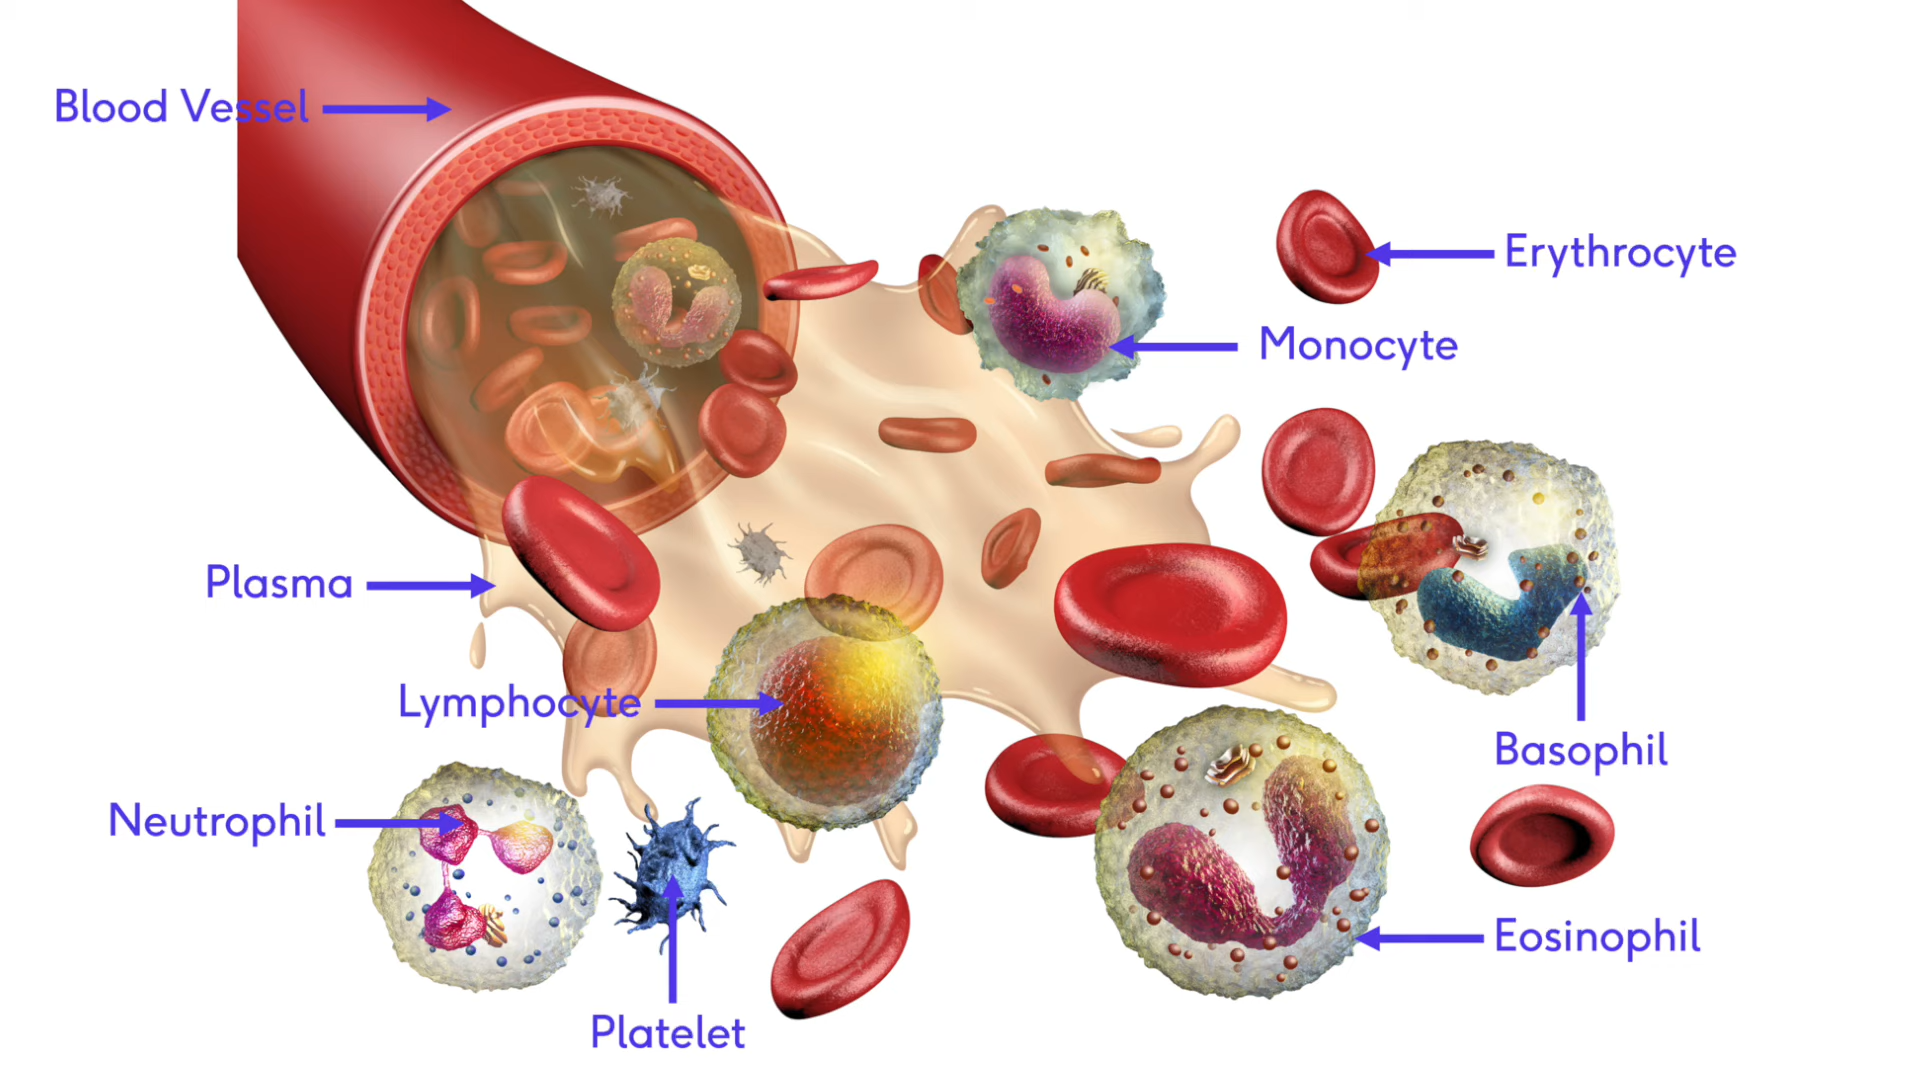 Blood Vessel
Erythrocyte
Monocyte
Plasma
Lymphocyte
Basophil
Neutrophil
Eosinophil
Platelet